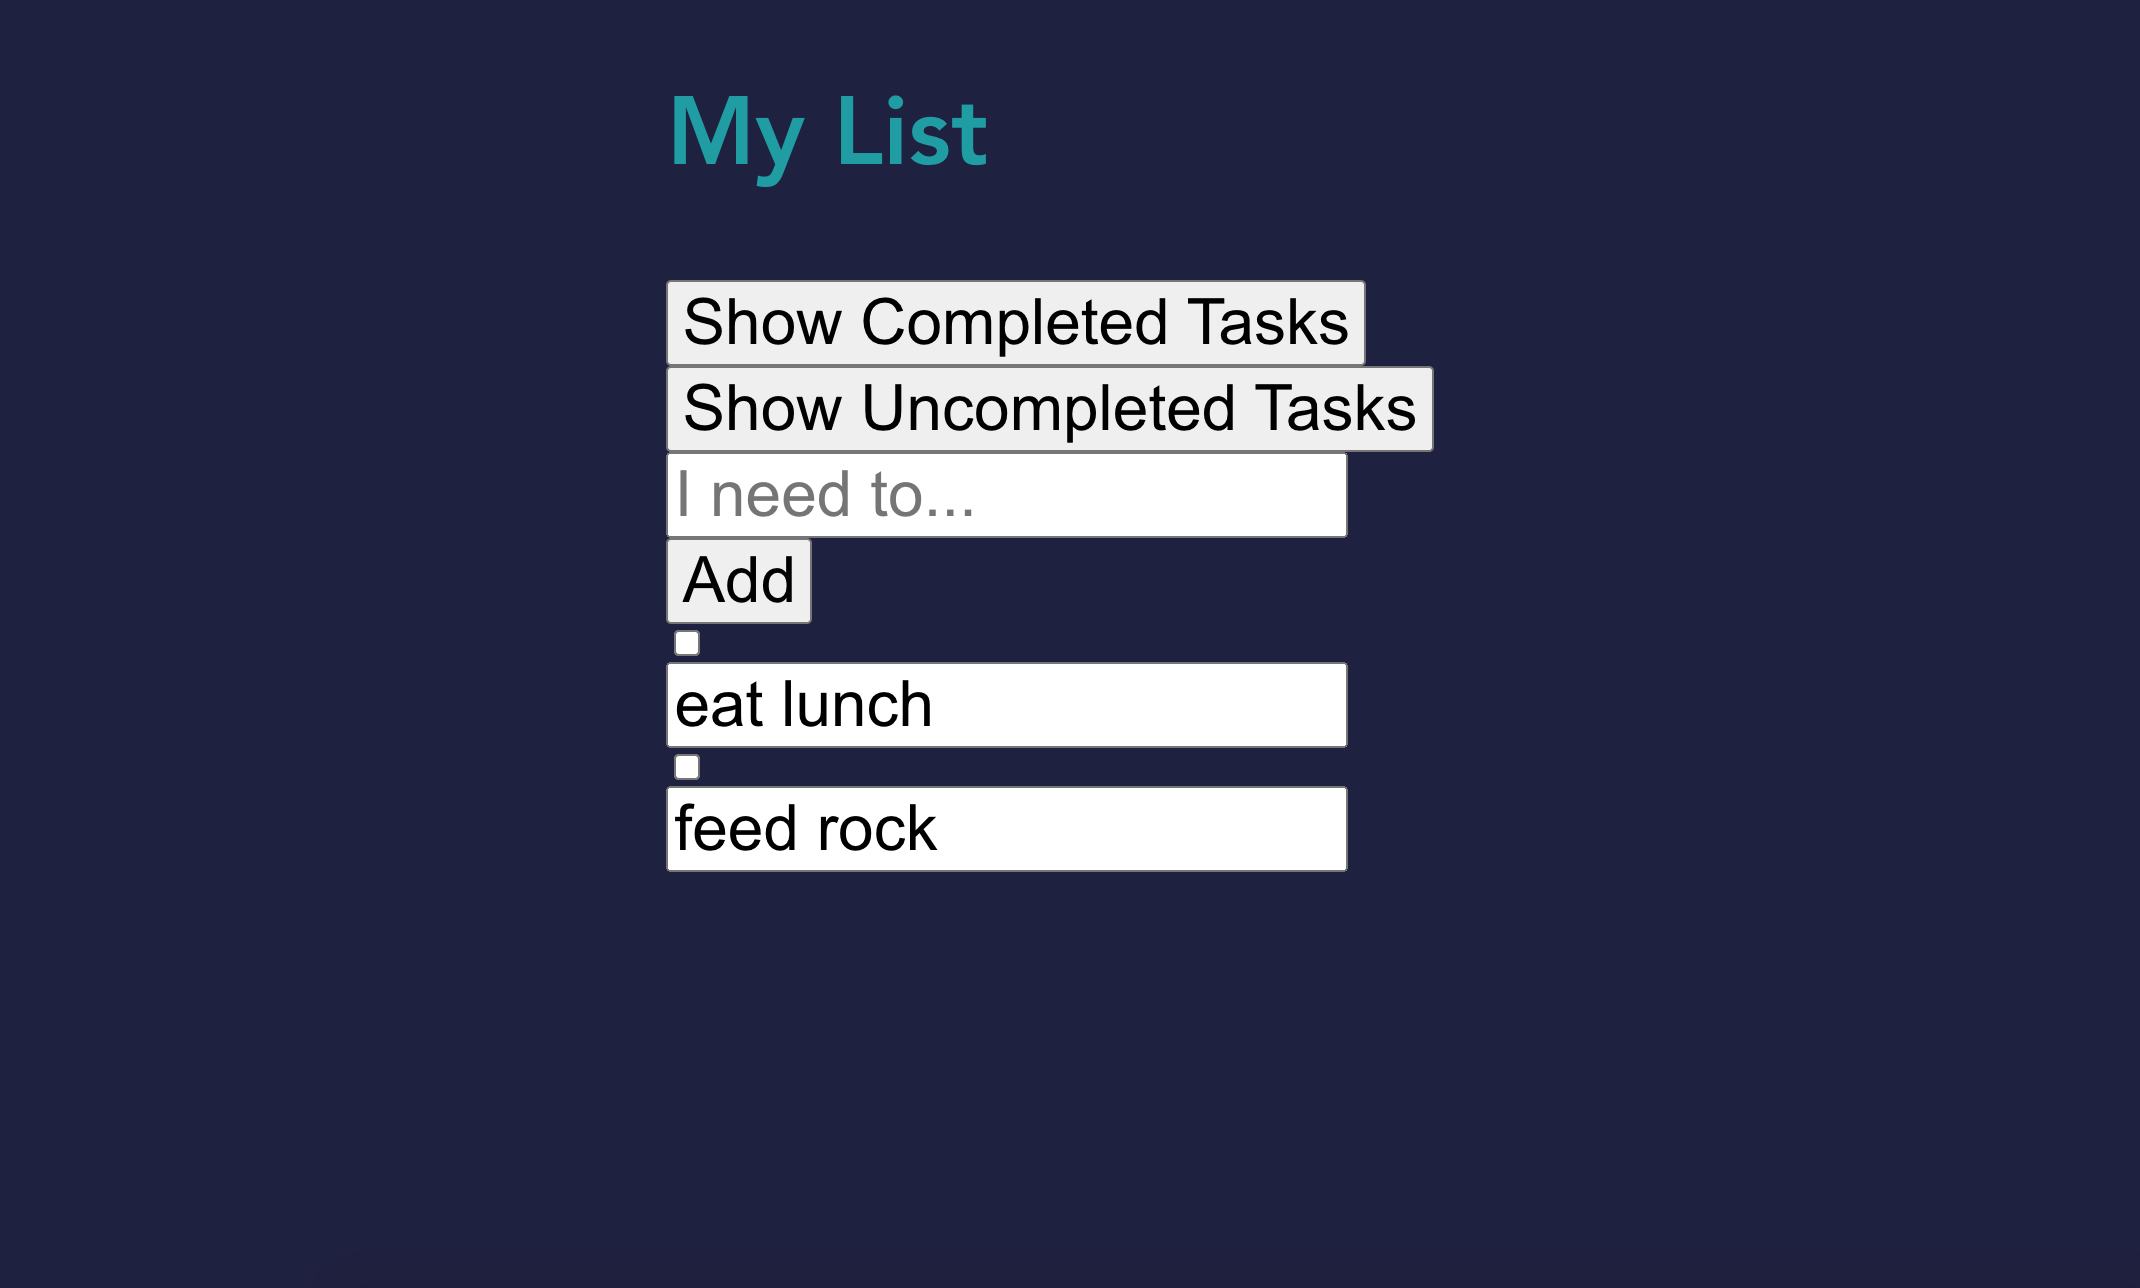 My List
Show Completed Tasks
Show Uncompleted Tasks
I need to...
Add
eat lunch
feed rock